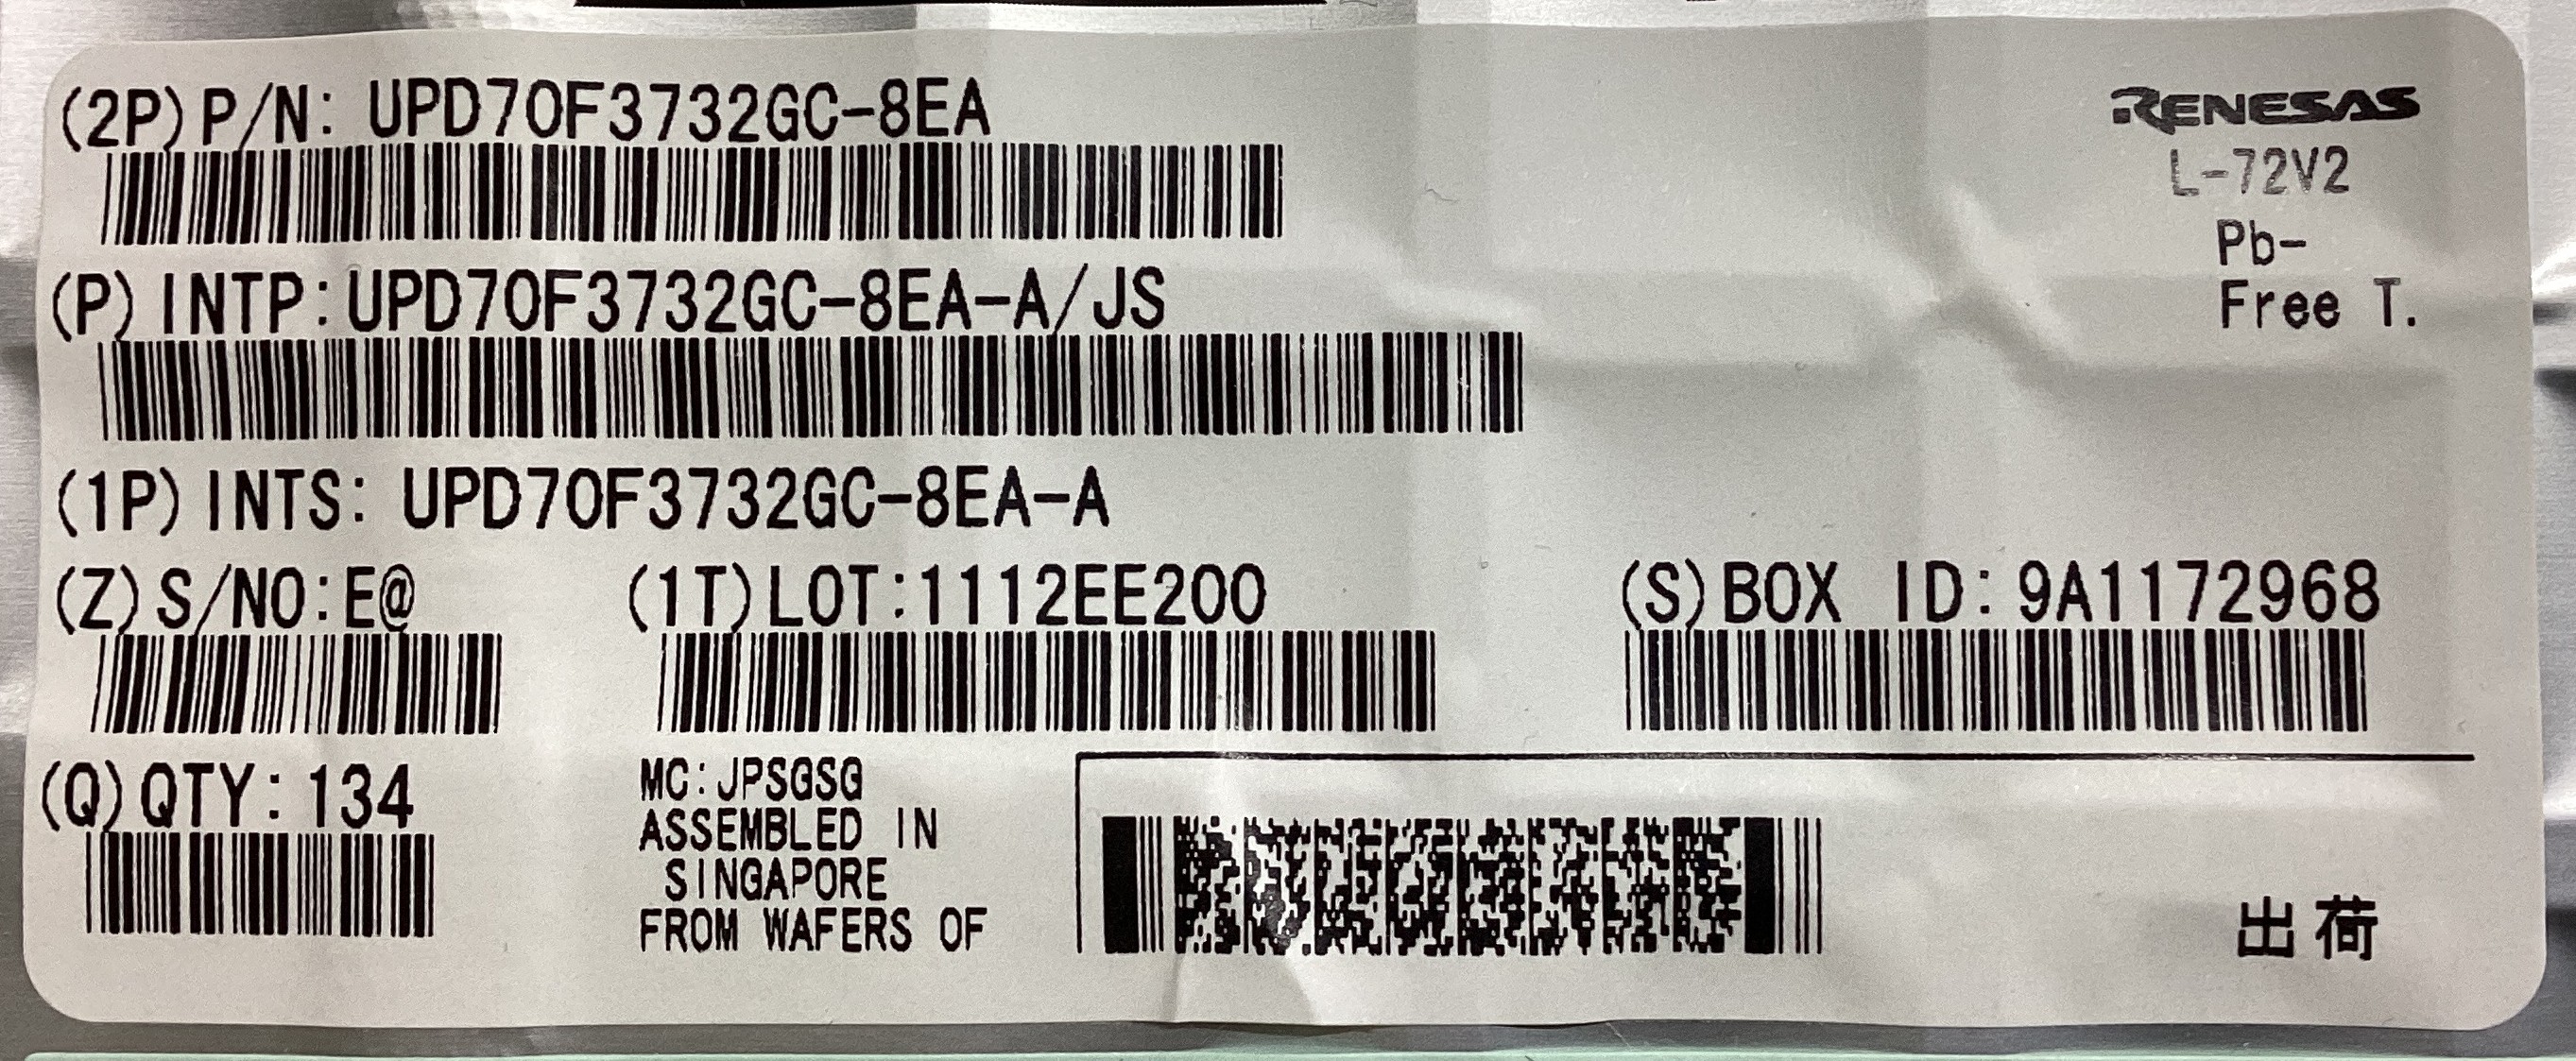 (2P) P/N: UPD70F3732GC-8EA
RENESAS
L-72V2
Pb-
Free T.
(P) INTP:UPD70F3732GC-8EA-A/JS
(1P) INTS: UPD70F3732GC-8EA-A
(Z) S/NO:E@
(1T) LOT:1112EE200
(S) BOX ID:9A1172968
(Q) QTY: 134
MC:JPSGSG
ASSEMBLED IN
SINGAPORE
FROM WAFERS OF
出荷